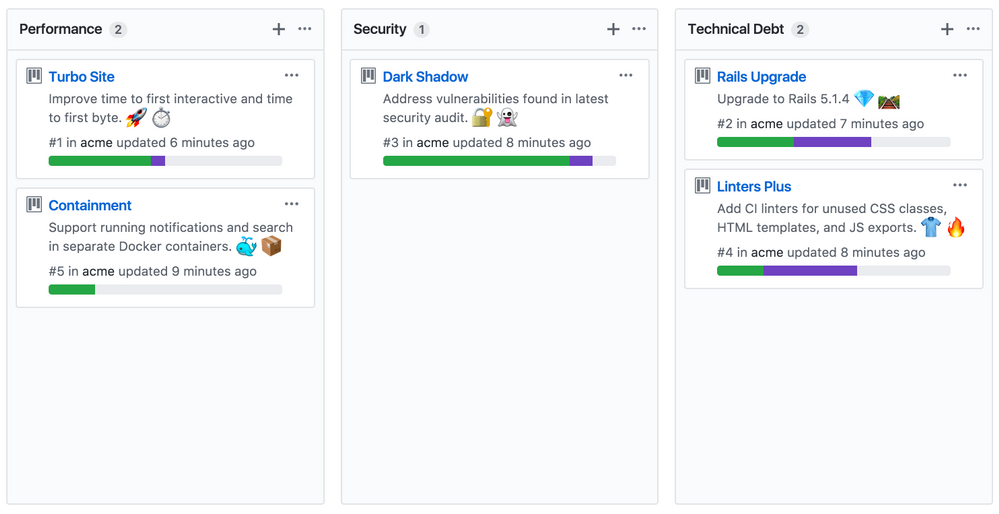 Performance 2
Turbo Site
Improve time to first interactive and time
to first byte. 🚀 ⏱️
#1 in acme updated 6 minutes ago
Containment
Support running notifications and search
in separate Docker containers. 🐳 📦
#5 in acme updated 9 minutes ago
Security 1
Dark Shadow
Address vulnerabilities found in latest
security audit. 🔐 👻
#3 in acme updated 8 minutes ago
Technical Debt 2
Rails Upgrade
Upgrade to Rails 5.1.4 💎 🛤️
#2 in acme updated 7 minutes ago
Linters Plus
Add CI linters for unused CSS classes,
HTML templates, and JS exports. 👕 🔥
#4 in acme updated 8 minutes ago